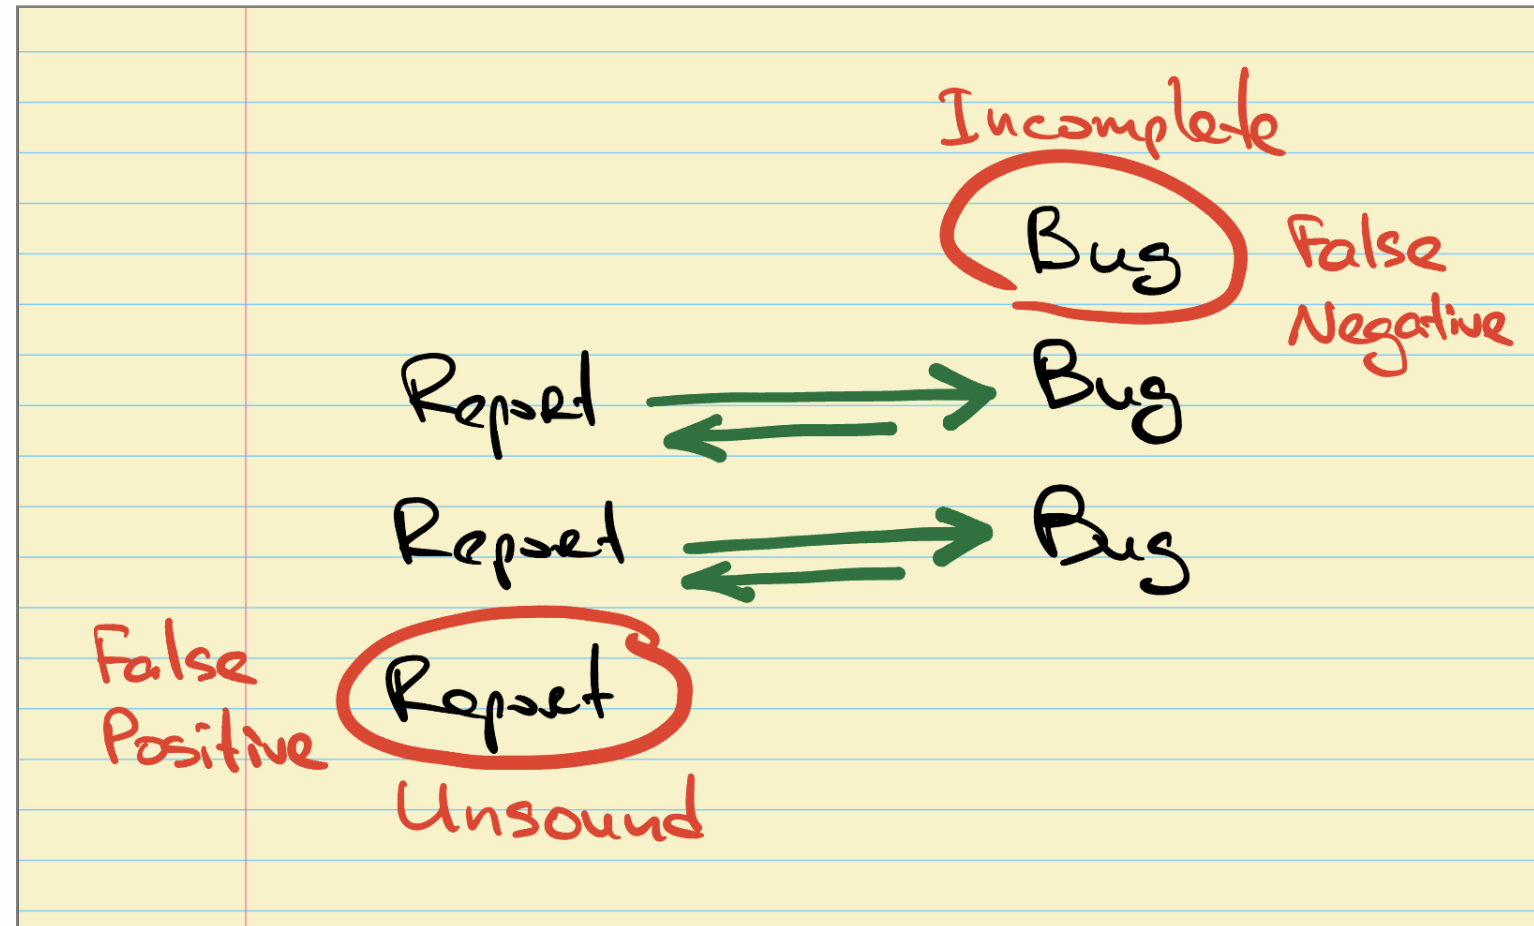 Incomplete
Bug
False
Negative
Report
Bug
Report
Bug
False
Positive
Report
Unsound